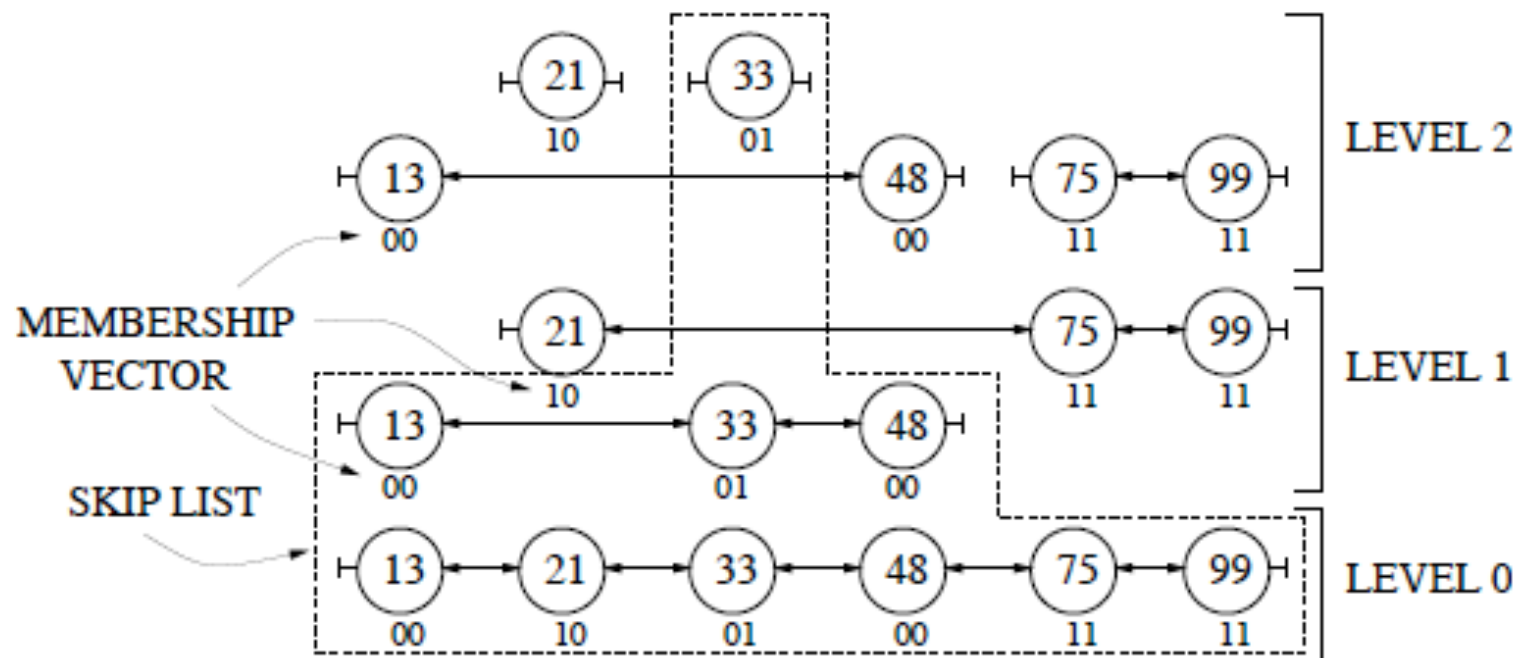 21 33
10 01
LEVEL 2
13 48 75 99
00 00 11 11
MEMBERSHIP
VECTOR
21 75 99
10 11 11
LEVEL 1
13 33 48
00 01 00
SKIP LIST
13 21 33 48 75 99
LEVEL 0
00 10 01 00 11 11